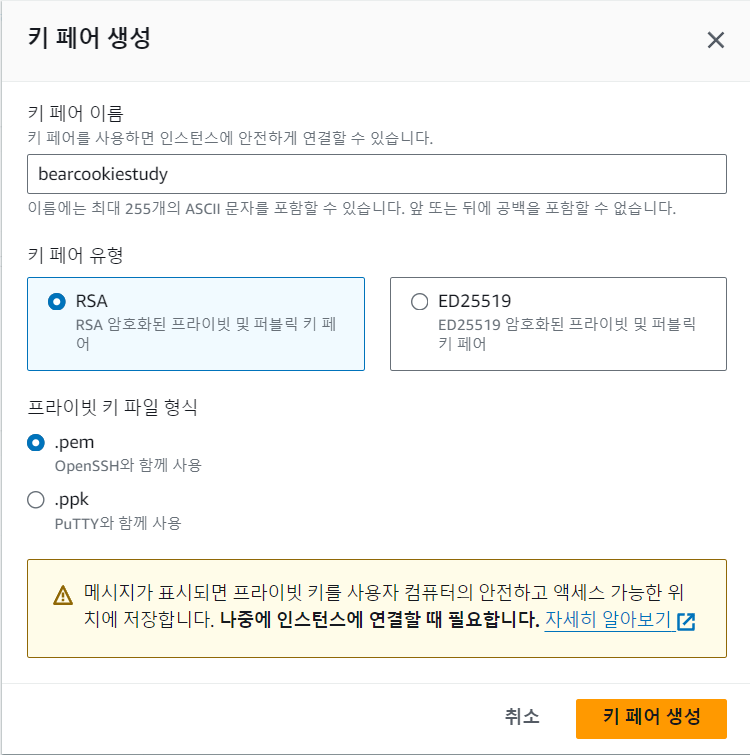 키 페어 생성
키 페어 이름
키 페어를 사용하면 인스턴스에 안전하게 연결할 수 있습니다.
bearcookiestudy
이름에는 최대 255개의 ASCII 문자를 포함할 수 있습니다. 앞 또는 뒤에 공백을 포함할 수 없습니다.
키 페어 유형
RSA
RSA 암호화된 프라이빗 및 퍼블릭 키 페
어
ED25519
ED25519 암호화된 프라이빗 및 퍼블릭
키 페어
프라이빗 키 파일 형식
.pem
OpenSSH와 함께 사용
.ppk
PuTTY와 함께 사용
메시지가 표시되면 프라이빗 키를 사용자 컴퓨터의 안전하고 액세스 가능한 위
치에 저장합니다. 나중에 인스턴스에 연결할 때 필요합니다. 자세히 알아보기
취소
키 페어 생성